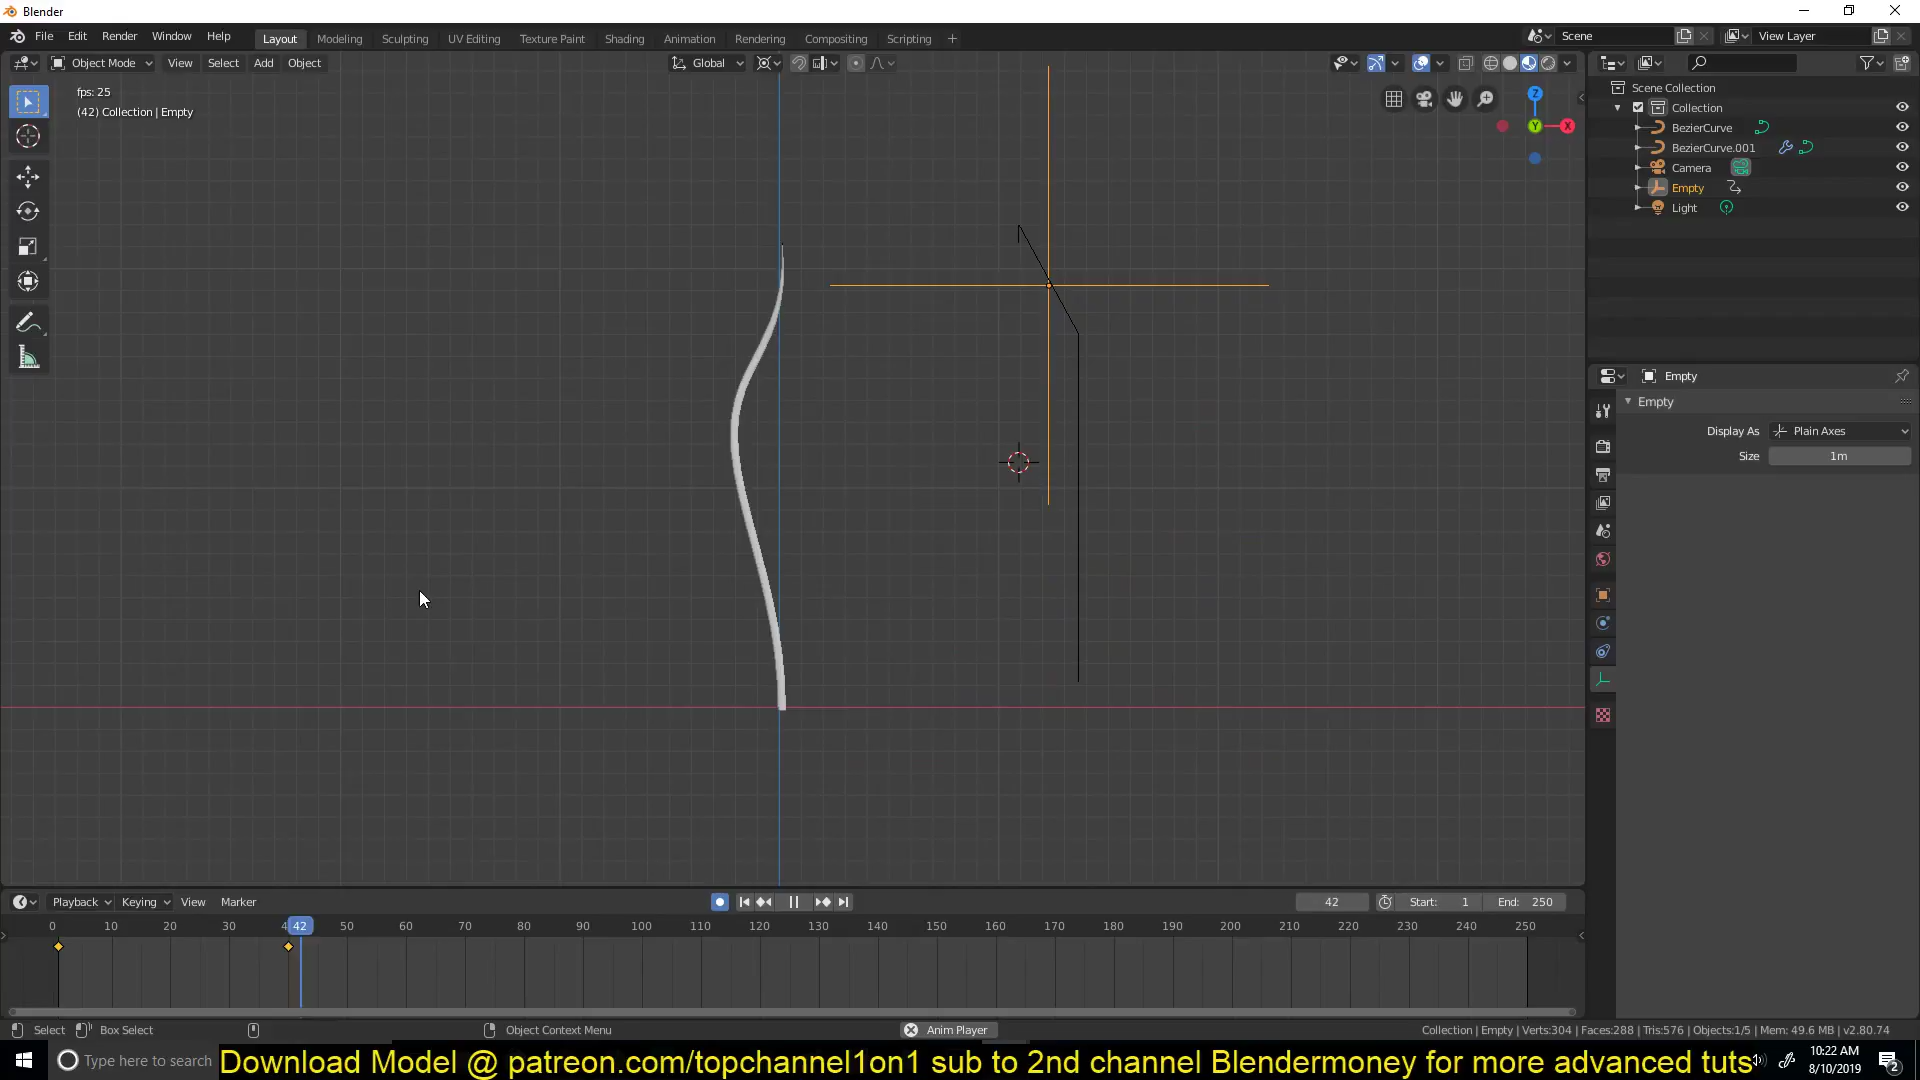 Blender
File Edit Render Window Help Layout Modeling Sculpting UV Editing Texture Paint Shading Animation Rendering Compositing Scripting + Scene View Layer
Object Mode View Select Add Object Global
fps: 25
(42) Collection | Empty
Z
Y
X
Scene Collection
Collection
BezierCurve
BezierCurve.001
Camera
Empty
Light
Empty
Empty
Display As Plain Axes
Size 1m
Playback Keying View Marker 42 Start: 1 End: 250
0 10 20 30 4 42 50 60 70 80 90 100 110 120 130 140 150 160 170 180 190 200 210 220 230 240 250
Select Box Select Object Context Menu Anim Player Collection | Empty | Verts:304 | Faces:288 | Tris:576 | Objects:1/5 | Mem: 49.6 MB | v2.80.74
Type here to search
Download Model @ patreon.com/topchannel1on1 sub to 2nd channel Blendermoney for more advanced tuts
10:22 AM
8/10/2019
2